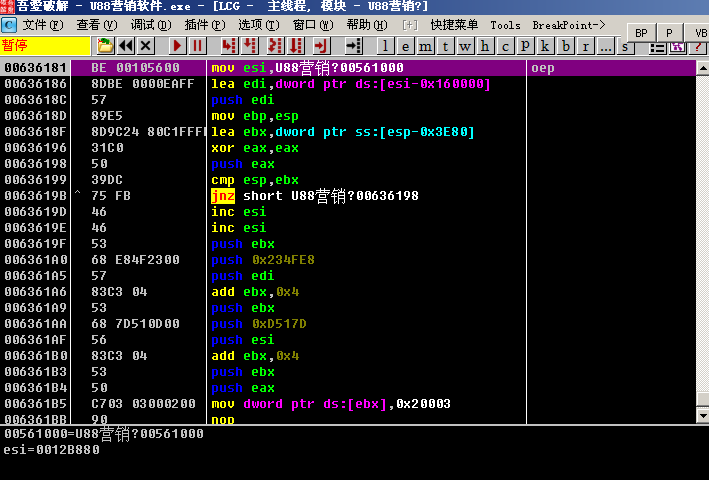 吾爱破解 - U88营销软件.exe - [LCG - 主线程, 模块 - U88营销?]
C 文件(F) 查看(V) 调试(D) 插件(P) 选项(T) 窗口(W) 帮助(H) [+] 快捷菜单 Tools BreakPoint-> BP P VB
暂停 l e m t w h c p k b r ... s ?
00636181 BE 00105600 mov esi,U88营销?00561000 oep
00636186 8DBE 0000EAFF lea edi,dword ptr ds:[esi-0x160000]
0063618C 57 push edi
0063618D 89E5 mov ebp,esp
0063618F 8D9C24 80C1FFF lea ebx,dword ptr ss:[esp-0x3E80]
00636196 31C0 xor eax,eax
00636198 50 push eax
00636199 39DC cmp esp,ebx
0063619B ^ 75 FB jnz short U88营销?00636198
0063619D 46 inc esi
0063619E 46 inc esi
0063619F 53 push ebx
006361A0 68 E84F2300 push 0x234FE8
006361A5 57 push edi
006361A6 83C3 04 add ebx,0x4
006361A9 53 push ebx
006361AA 68 7D510D00 push 0xD517D
006361AF 56 push esi
006361B0 83C3 04 add ebx,0x4
006361B3 53 push ebx
006361B4 50 push eax
006361B5 C703 03000200 mov dword ptr ds:[ebx],0x20003
006361BB 90 nop
00561000=U88营销?00561000
esi=0012B880